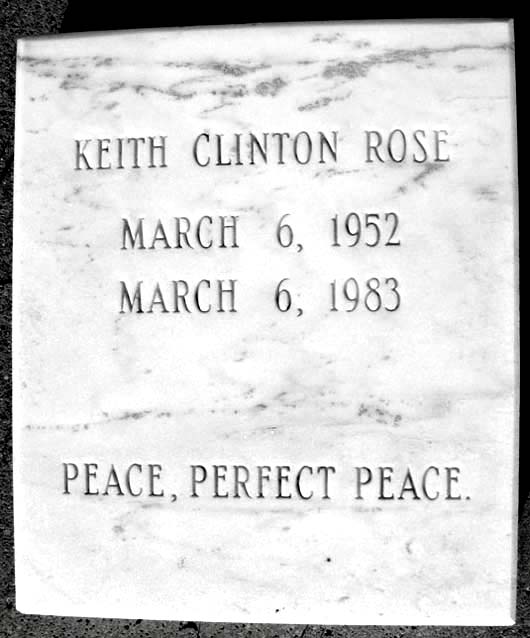 KEITH CLINTON ROSE
MARCH 6, 1952
MARCH 6, 1983
PEACE, PERFECT PEACE.